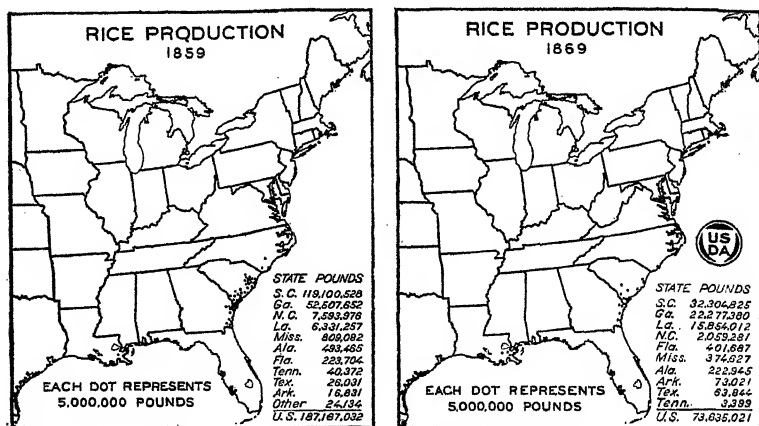 RICE PRODUCTION
1859
STATE POUNDS
S.C. 119,100,528
Ga. 52,507,652
N.C. 7,593,976
La. 6,331,257
Miss. 809,082
Ala. 493,465
Fla. 223,704
Tenn. 40,372
Tex. 26,031
Ark. 16,831
Other 24,134
U.S. 187,167,032
EACH DOT REPRESENTS
5,000,000 POUNDS
RICE PRODUCTION
1869
US
DA
STATE POUNDS
S.C. 32,304,825
Ga. 22,277,380
La. 15,854,012
N.C. 2,059,281
Fla. 401,687
Miss. 374,627
Ala. 222,945
Ark. 73,021
Tex. 63,844
Tenn. 3,399
U.S. 73,635,021
EACH DOT REPRESENTS
5,000,000 POUNDS